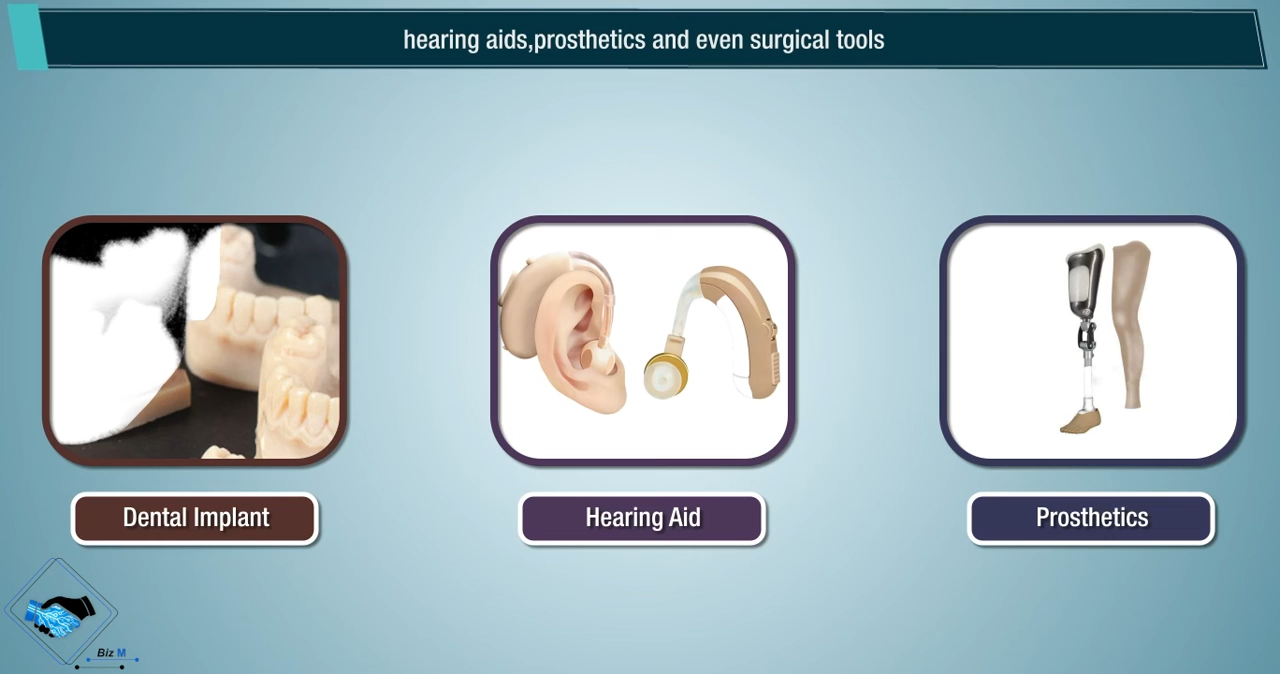 hearing aids,prosthetics and even surgical tools
Dental Implant
Hearing Aid
Prosthetics
Biz M